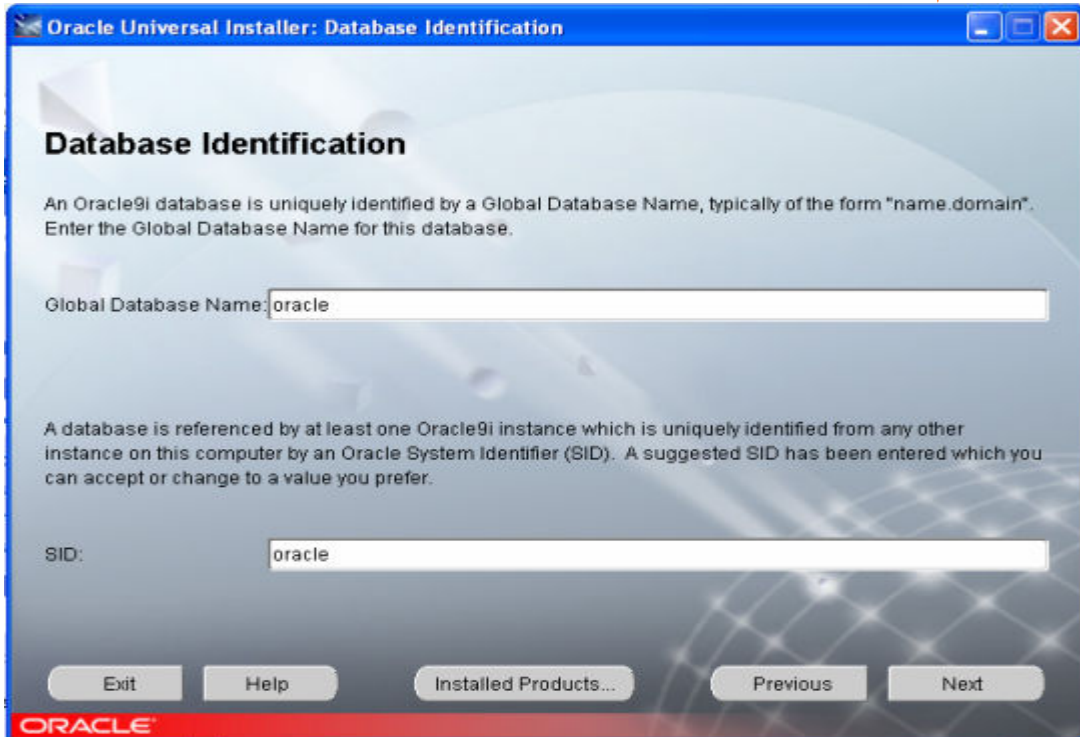 Oracle Universal Installer: Database Identification
Database Identification
An Oracle9i database is uniquely identified by a Global Database Name, typically of the form "name.domain".
Enter the Global Database Name for this database.
Global Database Name: oracle
A database is referenced by at least one Oracle9i instance which is uniquely identified from any other
instance on this computer by an Oracle System Identifier (SID). A suggested SID has been entered which you
can accept or change to a value you prefer.
SID: oracle
Exit Help Installed Products... Previous Next
ORACLE